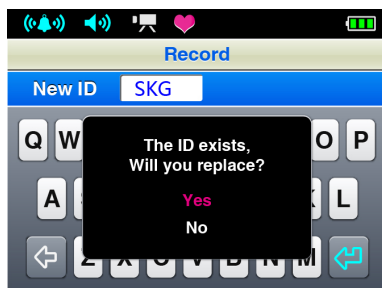 Record
New ID SKG
Q W O P
The ID exists,
Will you replace?
A L
Yes
No
Z X C V B N M